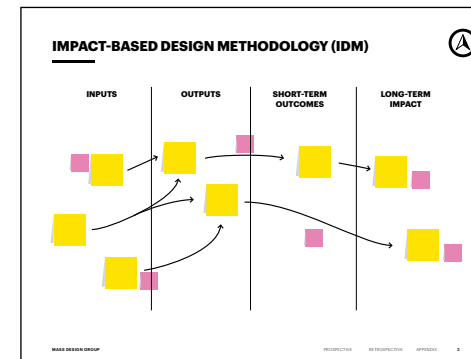 IMPACT-BASED DESIGN METHODOLOGY (IDM)
INPUTS
OUTPUTS
SHORT-TERM
OUTCOMES
LONG-TERM
IMPACT
MASS DESIGN GROUP
PROSPECTIVE
RETROSPECTIVE
APPENDIX
3